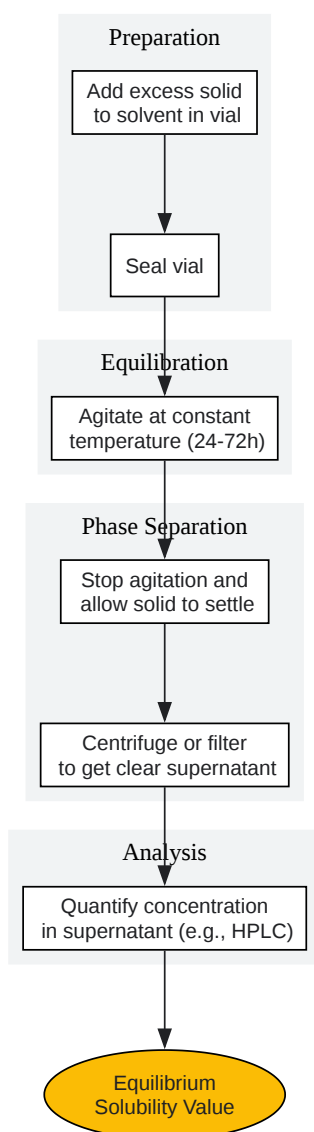 Preparation
Add excess solid
to solvent in vial
Seal vial
Equilibration
Agitate at constant
temperature (24-72h)
Phase Separation
Stop agitation and
allow solid to settle
Centrifuge or filter
to get clear supernatant
Analysis
Quantify concentration
in supernatant (e.g., HPLC)
Equilibrium
Solubility Value